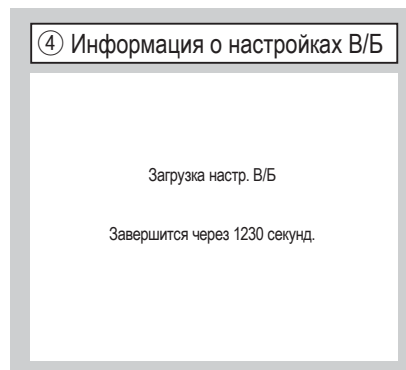 ④ Информация о настройках В/Б
Загрузка настр. В/Б
Завершится через 1230 секунд.